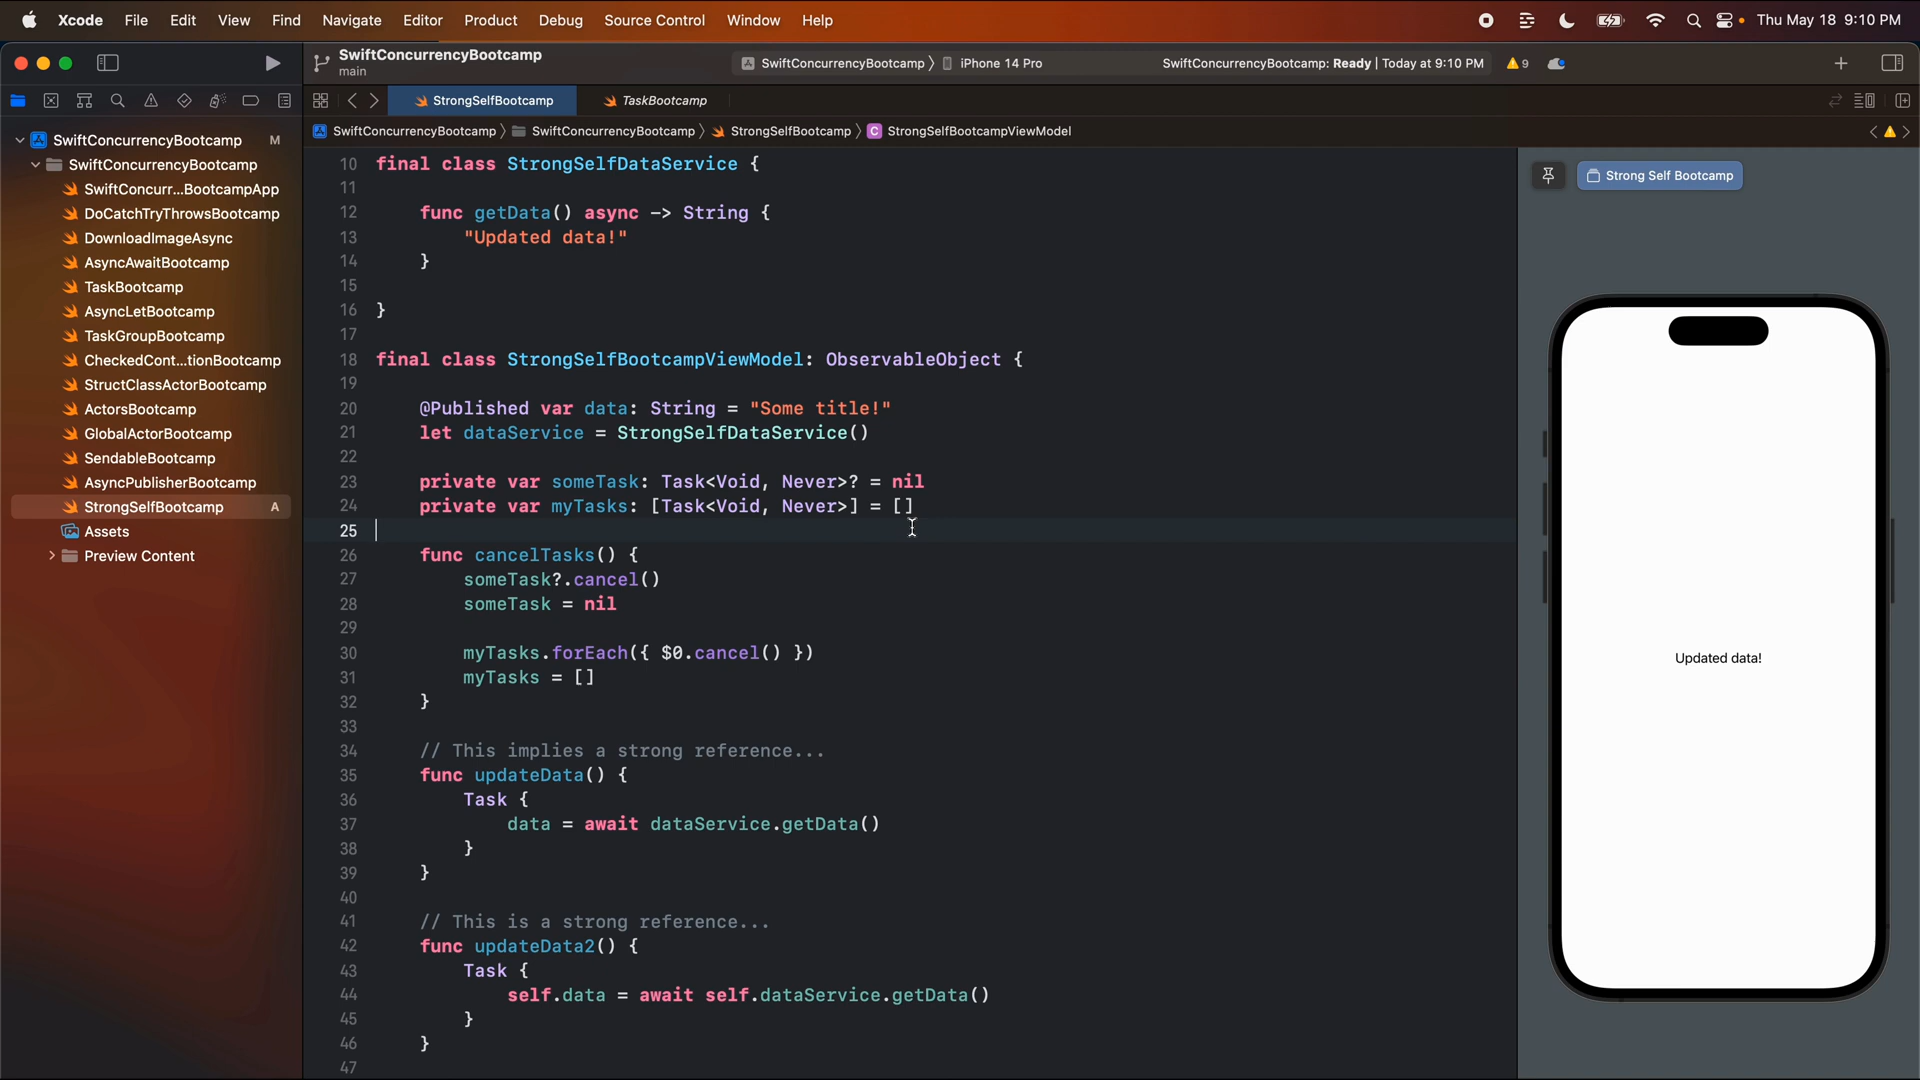 Xcode File Edit View Find Navigate Editor Product Debug Source Control Window Help Thu May 18 9:10 PM
SwiftConcurrencyBootcamp
main
SwiftConcurrencyBootcamp 〉 iPhone 14 Pro
SwiftConcurrencyBootcamp: Ready | Today at 9:10 PM
9
StrongSelfBootcamp
TaskBootcamp
SwiftConcurrencyBootcamp 〉 SwiftConcurrencyBootcamp 〉 StrongSelfBootcamp 〉 C StrongSelfBootcampViewModel
SwiftConcurrencyBootcamp M
SwiftConcurrencyBootcamp
SwiftConcurr...BootcampApp
DoCatchTryThrowsBootcamp
DownloadImageAsync
AsyncAwaitBootcamp
TaskBootcamp
AsyncLetBootcamp
TaskGroupBootcamp
CheckedCont...tionBootcamp
StructClassActorBootcamp
ActorsBootcamp
GlobalActorBootcamp
SendableBootcamp
AsyncPublisherBootcamp
StrongSelfBootcamp A
Assets
Preview Content
10 final class StrongSelfDataService {
11
12     func getData() async -> String {
13         "Updated data!"
14     }
15
16 }
17
18 final class StrongSelfBootcampViewModel: ObservableObject {
19
20     @Published var data: String = "Some title!"
21     let dataService = StrongSelfDataService()
22
23     private var someTask: Task<Void, Never>? = nil
24     private var myTasks: [Task<Void, Never>] = []
25
26     func cancelTasks() {
27         someTask?.cancel()
28         someTask = nil
29
30         myTasks.forEach({ $0.cancel() })
31         myTasks = []
32     }
33
34     // This implies a strong reference...
35     func updateData() {
36         Task {
37             data = await dataService.getData()
38         }
39     }
40
41     // This is a strong reference...
42     func updateData2() {
43         Task {
44             self.data = await self.dataService.getData()
45         }
46     }
47
Strong Self Bootcamp
Updated data!